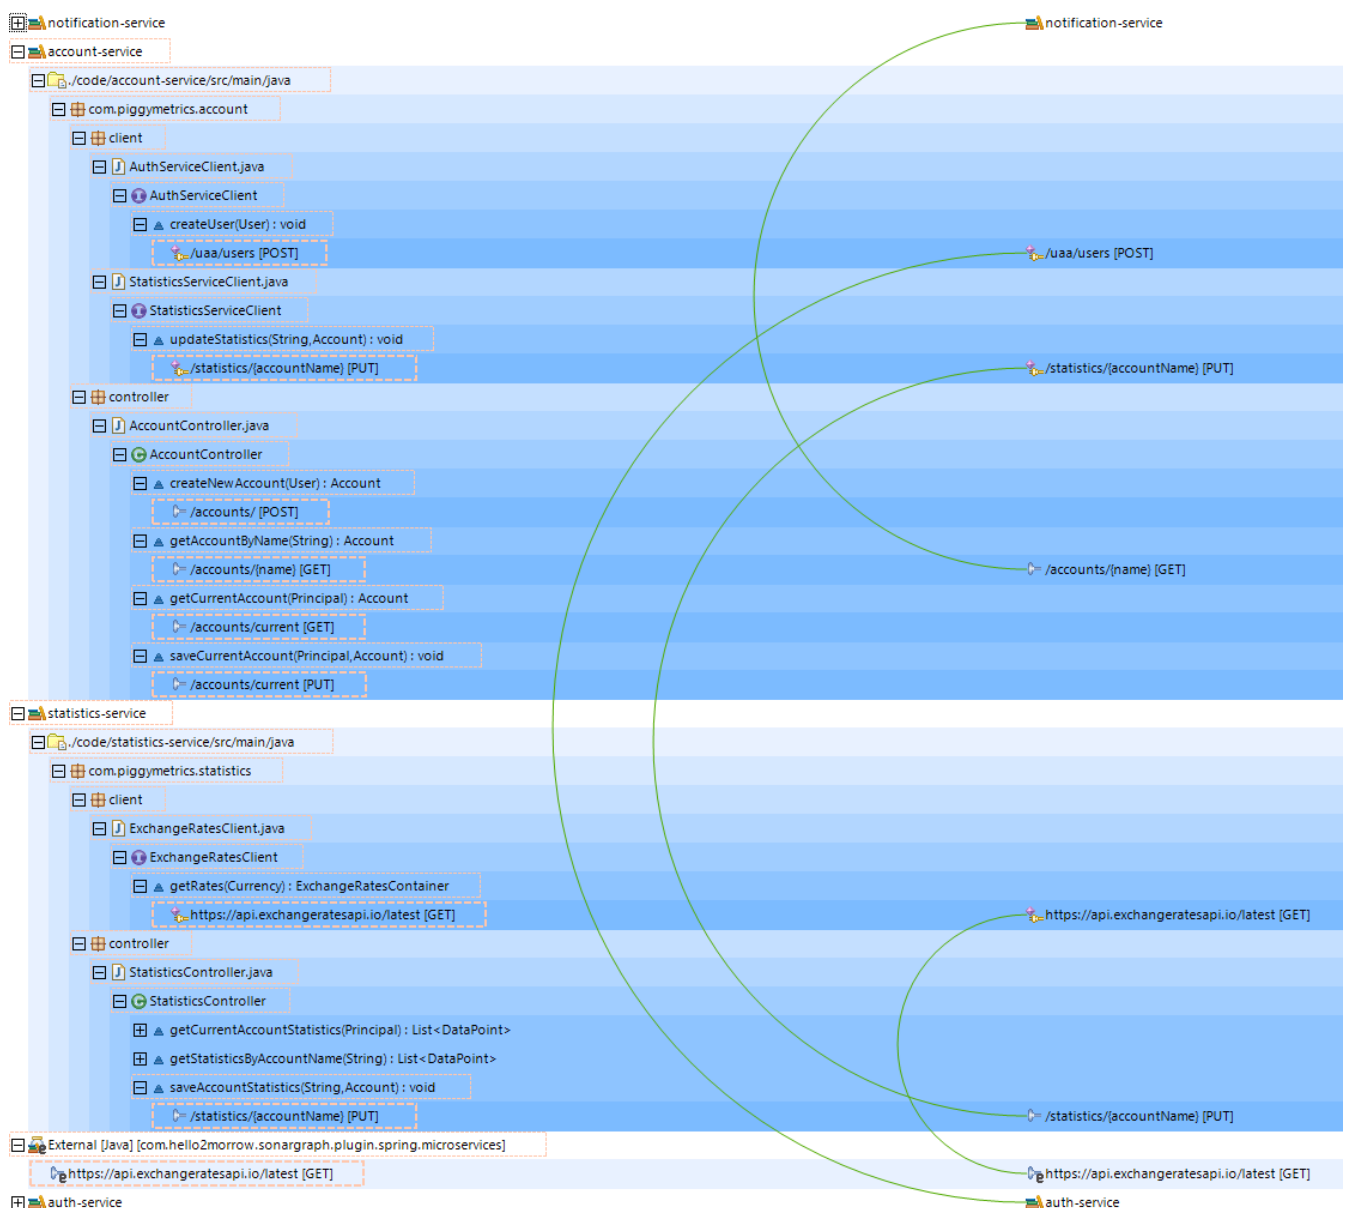 notification-service notification-service
account-service
./code/account-service/src/main/java
com.piggymetrics.account
client
AuthServiceClient.java
AuthServiceClient
createUser(User) : void
/uaa/users [POST] /uaa/users [POST]
StatisticsServiceClient.java
StatisticsServiceClient
updateStatistics(String,Account) : void
/statistics/{accountName} [PUT] /statistics/{accountName} [PUT]
controller
AccountController.java
AccountController
createNewAccount(User) : Account
/accounts/ [POST]
getAccountByName(String) : Account
/accounts/{name} [GET] /accounts/{name} [GET]
getCurrentAccount(Principal) : Account
/accounts/current [GET]
saveCurrentAccount(Principal,Account) : void
/accounts/current [PUT]
statistics-service
./code/statistics-service/src/main/java
com.piggymetrics.statistics
client
ExchangeRatesClient.java
ExchangeRatesClient
getRates(Currency) : ExchangeRatesContainer
https://api.exchangeratesapi.io/latest [GET] https://api.exchangeratesapi.io/latest [GET]
controller
StatisticsController.java
StatisticsController
getCurrentAccountStatistics(Principal) : List<DataPoint>
getStatisticsByAccountName(String) : List<DataPoint>
saveAccountStatistics(String,Account) : void
/statistics/{accountName} [PUT] /statistics/{accountName} [PUT]
External [Java] [com.hello2morrow.sonargraph.plugin.spring.microservices]
https://api.exchangeratesapi.io/latest [GET] https://api.exchangeratesapi.io/latest [GET]
auth-service auth-service